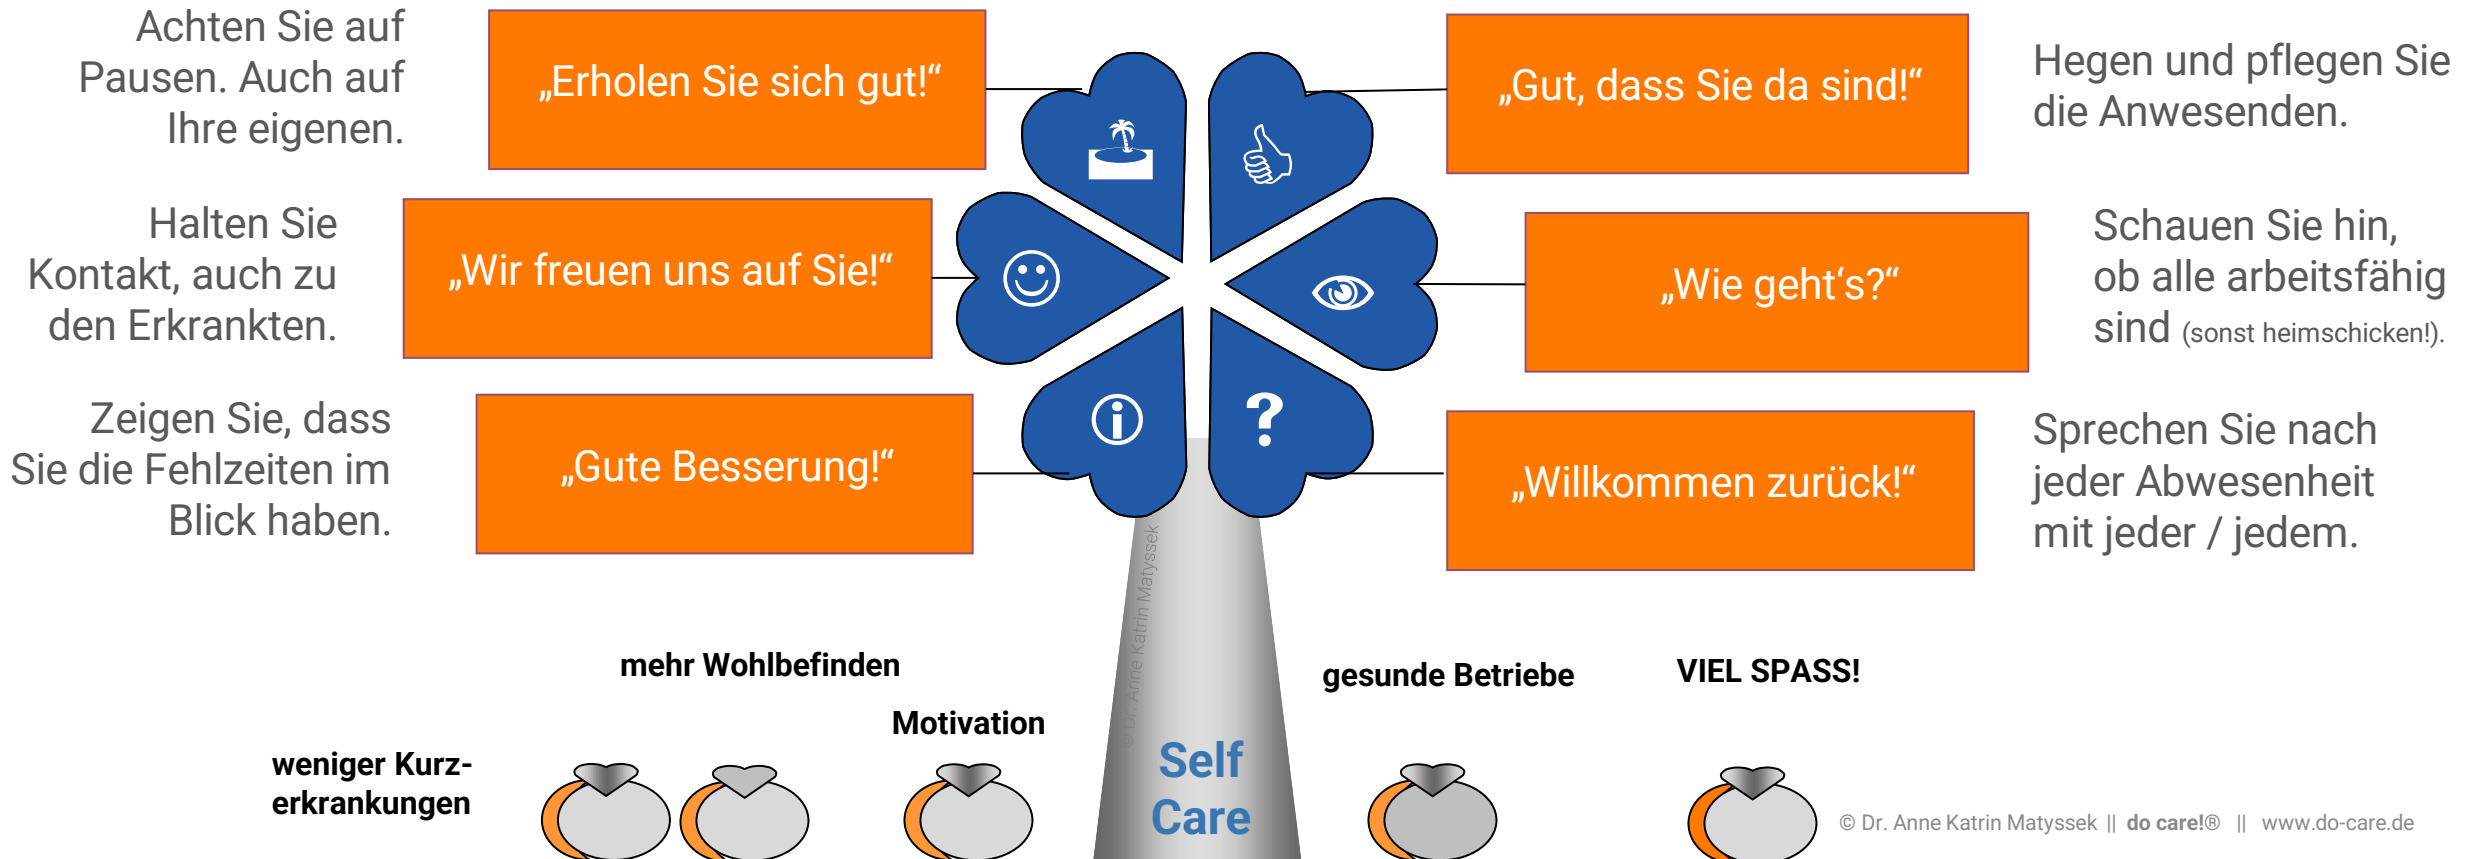 Achten Sie auf
Pausen. Auch auf
Ihre eigenen.
„Erholen Sie sich gut!“
„Gut, dass Sie da sind!“
Hegen und pflegen Sie
die Anwesenden.
Halten Sie
Kontakt, auch zu
den Erkrankten.
„Wir freuen uns auf Sie!“
„Wie geht‘s?“
Schauen Sie hin,
ob alle arbeitsfähig
sind (sonst heimschicken!).
Zeigen Sie, dass
Sie die Fehlzeiten im
Blick haben.
„Gute Besserung!“
?
„Willkommen zurück!“
Sprechen Sie nach
jeder Abwesenheit
mit jeder / jedem.
© Dr. Anne Katrin Matyssek
weniger Kurz-
erkrankungen
mehr Wohlbefinden
Motivation
Self
Care
gesunde Betriebe
VIEL SPASS!
© Dr. Anne Katrin Matyssek || do care!® || www.do-care.de